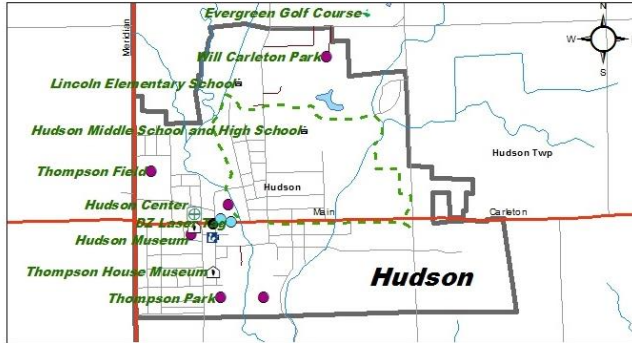 Evergreen Golf Course
N
Meridian
W
S
Will Carleton Park
Lincoln Elementary School
Hudson Middle School and High School
Hudson Twp
Thompson Field
Hudson
Hudson Center
Main
Carleton
BZ Laser Tag
Hudson Museum
Thompson House Museum
Hudson
Thompson Park